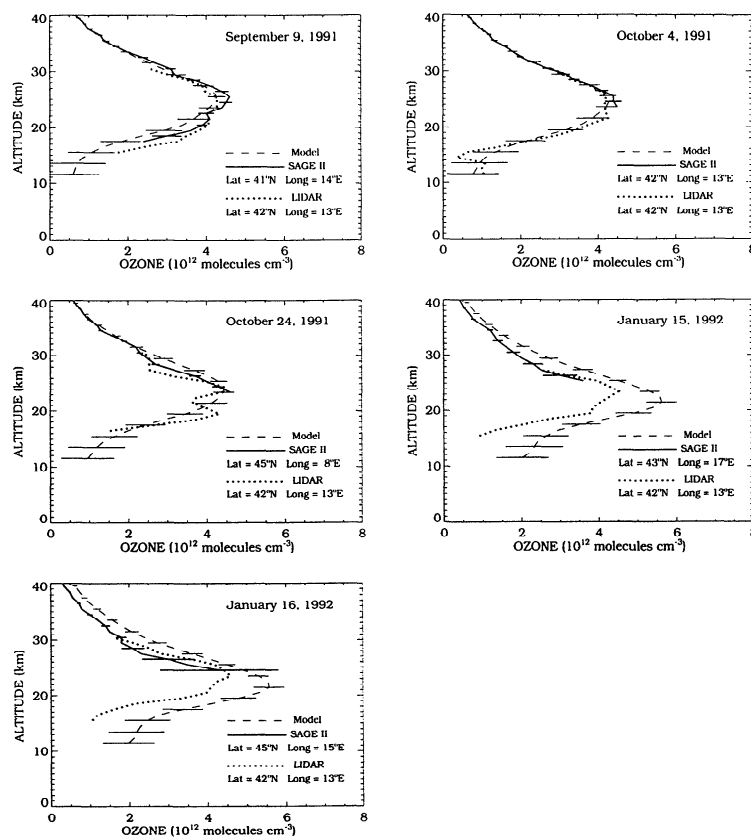 September 9, 1991
ALTITUDE (km)
40
30
20
10
0
Model
SAGE II
Lat = 41°N Long = 14°E
LIDAR
Lat = 42°N Long = 13°E
0 2 4 6 8
OZONE (10¹² molecules cm⁻³)
October 4, 1991
ALTITUDE (km)
40
30
20
10
0
Model
SAGE II
Lat = 42°N Long = 13°E
LIDAR
Lat = 42°N Long = 13°E
0 2 4 6 8
OZONE (10¹² molecules cm⁻³)
October 24, 1991
ALTITUDE (km)
40
30
20
10
0
Model
SAGE II
Lat = 45°N Long = 8°E
LIDAR
Lat = 42°N Long = 13°E
0 2 4 6 8
OZONE (10¹² molecules cm⁻³)
January 15, 1992
ALTITUDE (km)
40
30
20
10
0
Model
SAGE II
Lat = 43°N Long = 17°E
LIDAR
Lat = 42°N Long = 13°E
0 2 4 6 8
OZONE (10¹² molecules cm⁻³)
January 16, 1992
ALTITUDE (km)
40
30
20
10
0
Model
SAGE II
Lat = 45°N Long = 15°E
LIDAR
Lat = 42°N Long = 13°E
0 2 4 6 8
OZONE (10¹² molecules cm⁻³)